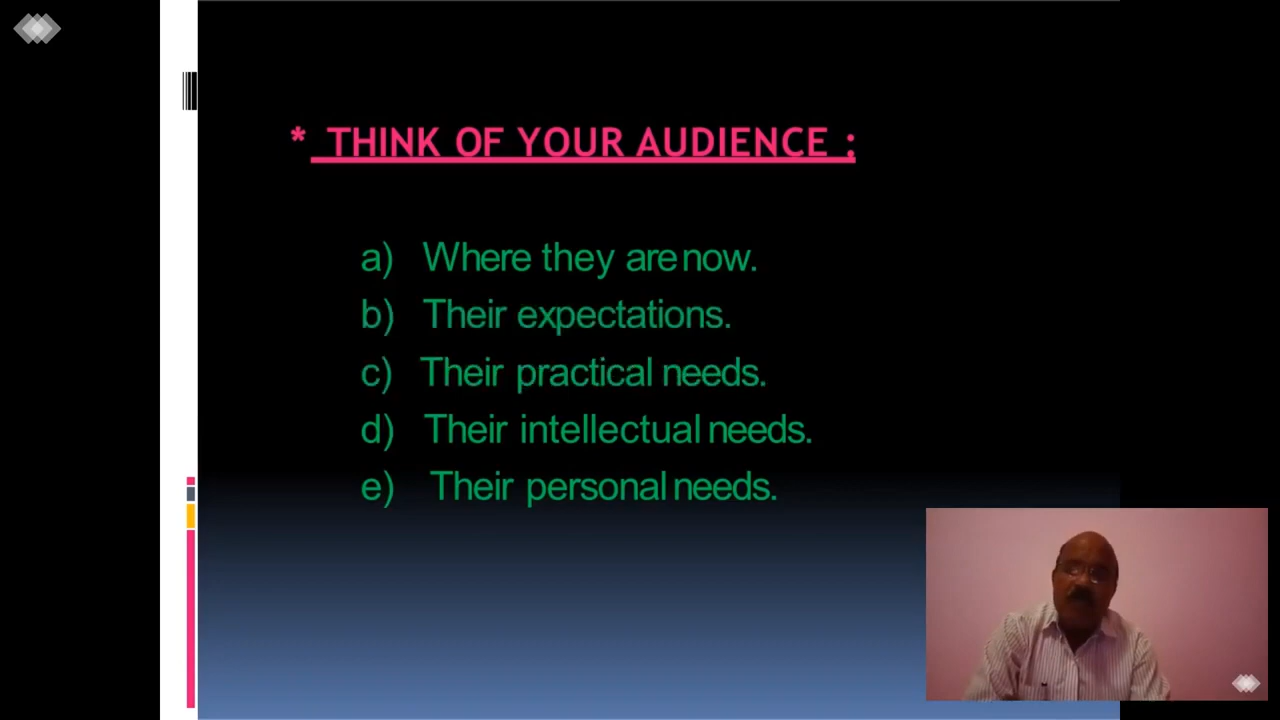 * THINK OF YOUR AUDIENCE :
a) Where they are now.
b) Their expectations.
c) Their practical needs.
d) Their intellectual needs.
e) Their personal needs.